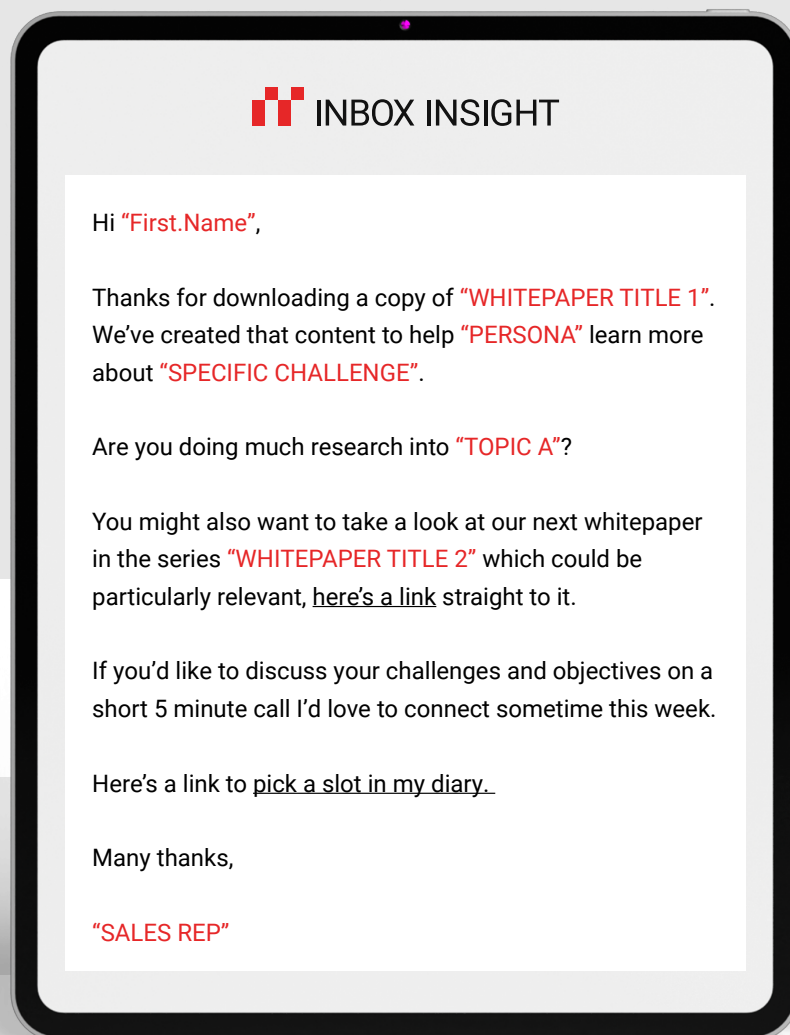 INBOX INSIGHT
Hi “First.Name”,
Thanks for downloading a copy of “WHITEPAPER TITLE 1”.
We’ve created that content to help “PERSONA” learn more
about “SPECIFIC CHALLENGE”.
Are you doing much research into “TOPIC A”?
You might also want to take a look at our next whitepaper
in the series “WHITEPAPER TITLE 2” which could be
particularly relevant, here’s a link straight to it.
If you’d like to discuss your challenges and objectives on a
short 5 minute call I’d love to connect sometime this week.
Here’s a link to pick a slot in my diary.
Many thanks,
“SALES REP”